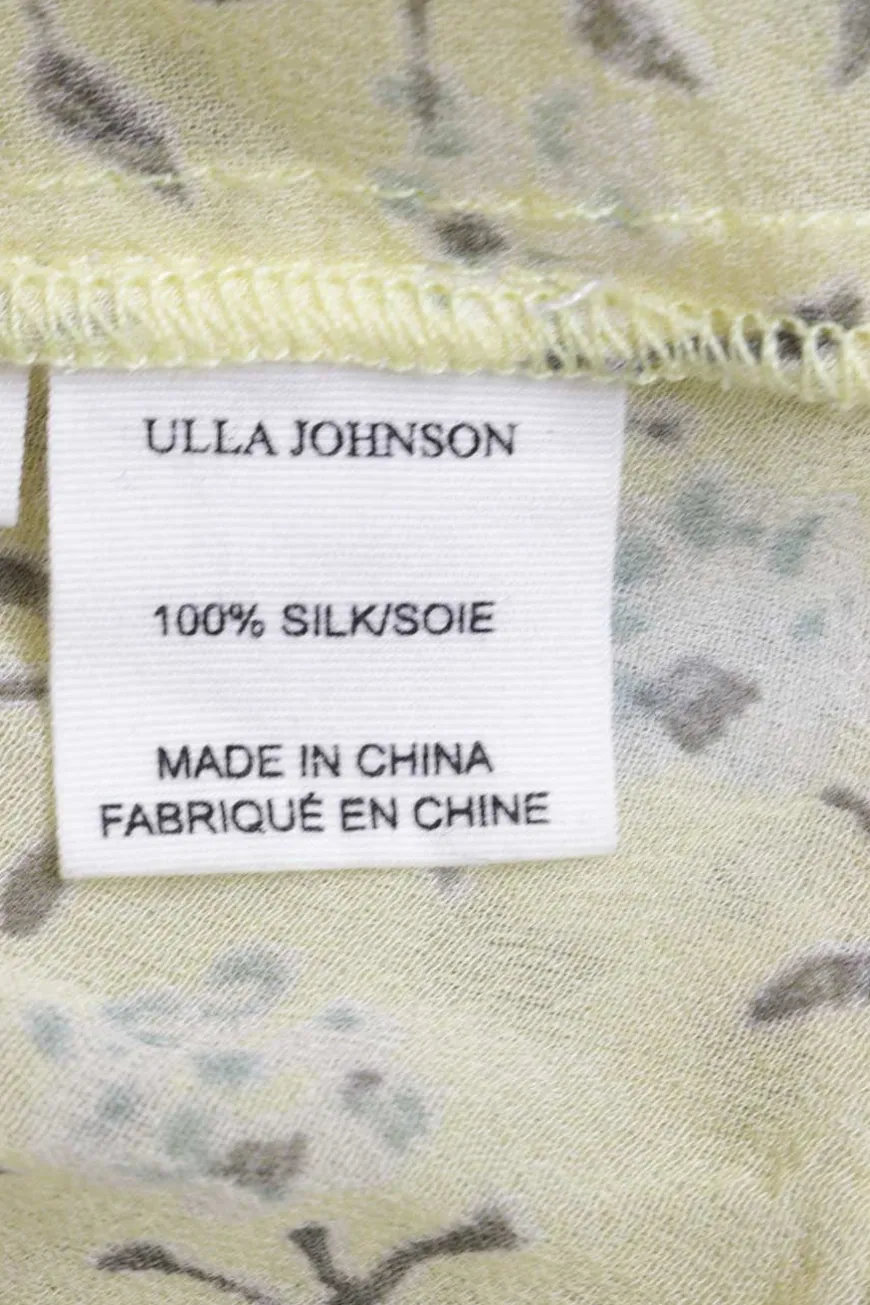 ULLA JOHNSON
100% SILK/SOIE
MADE IN CHINA
FABRIQUÉ EN CHINE